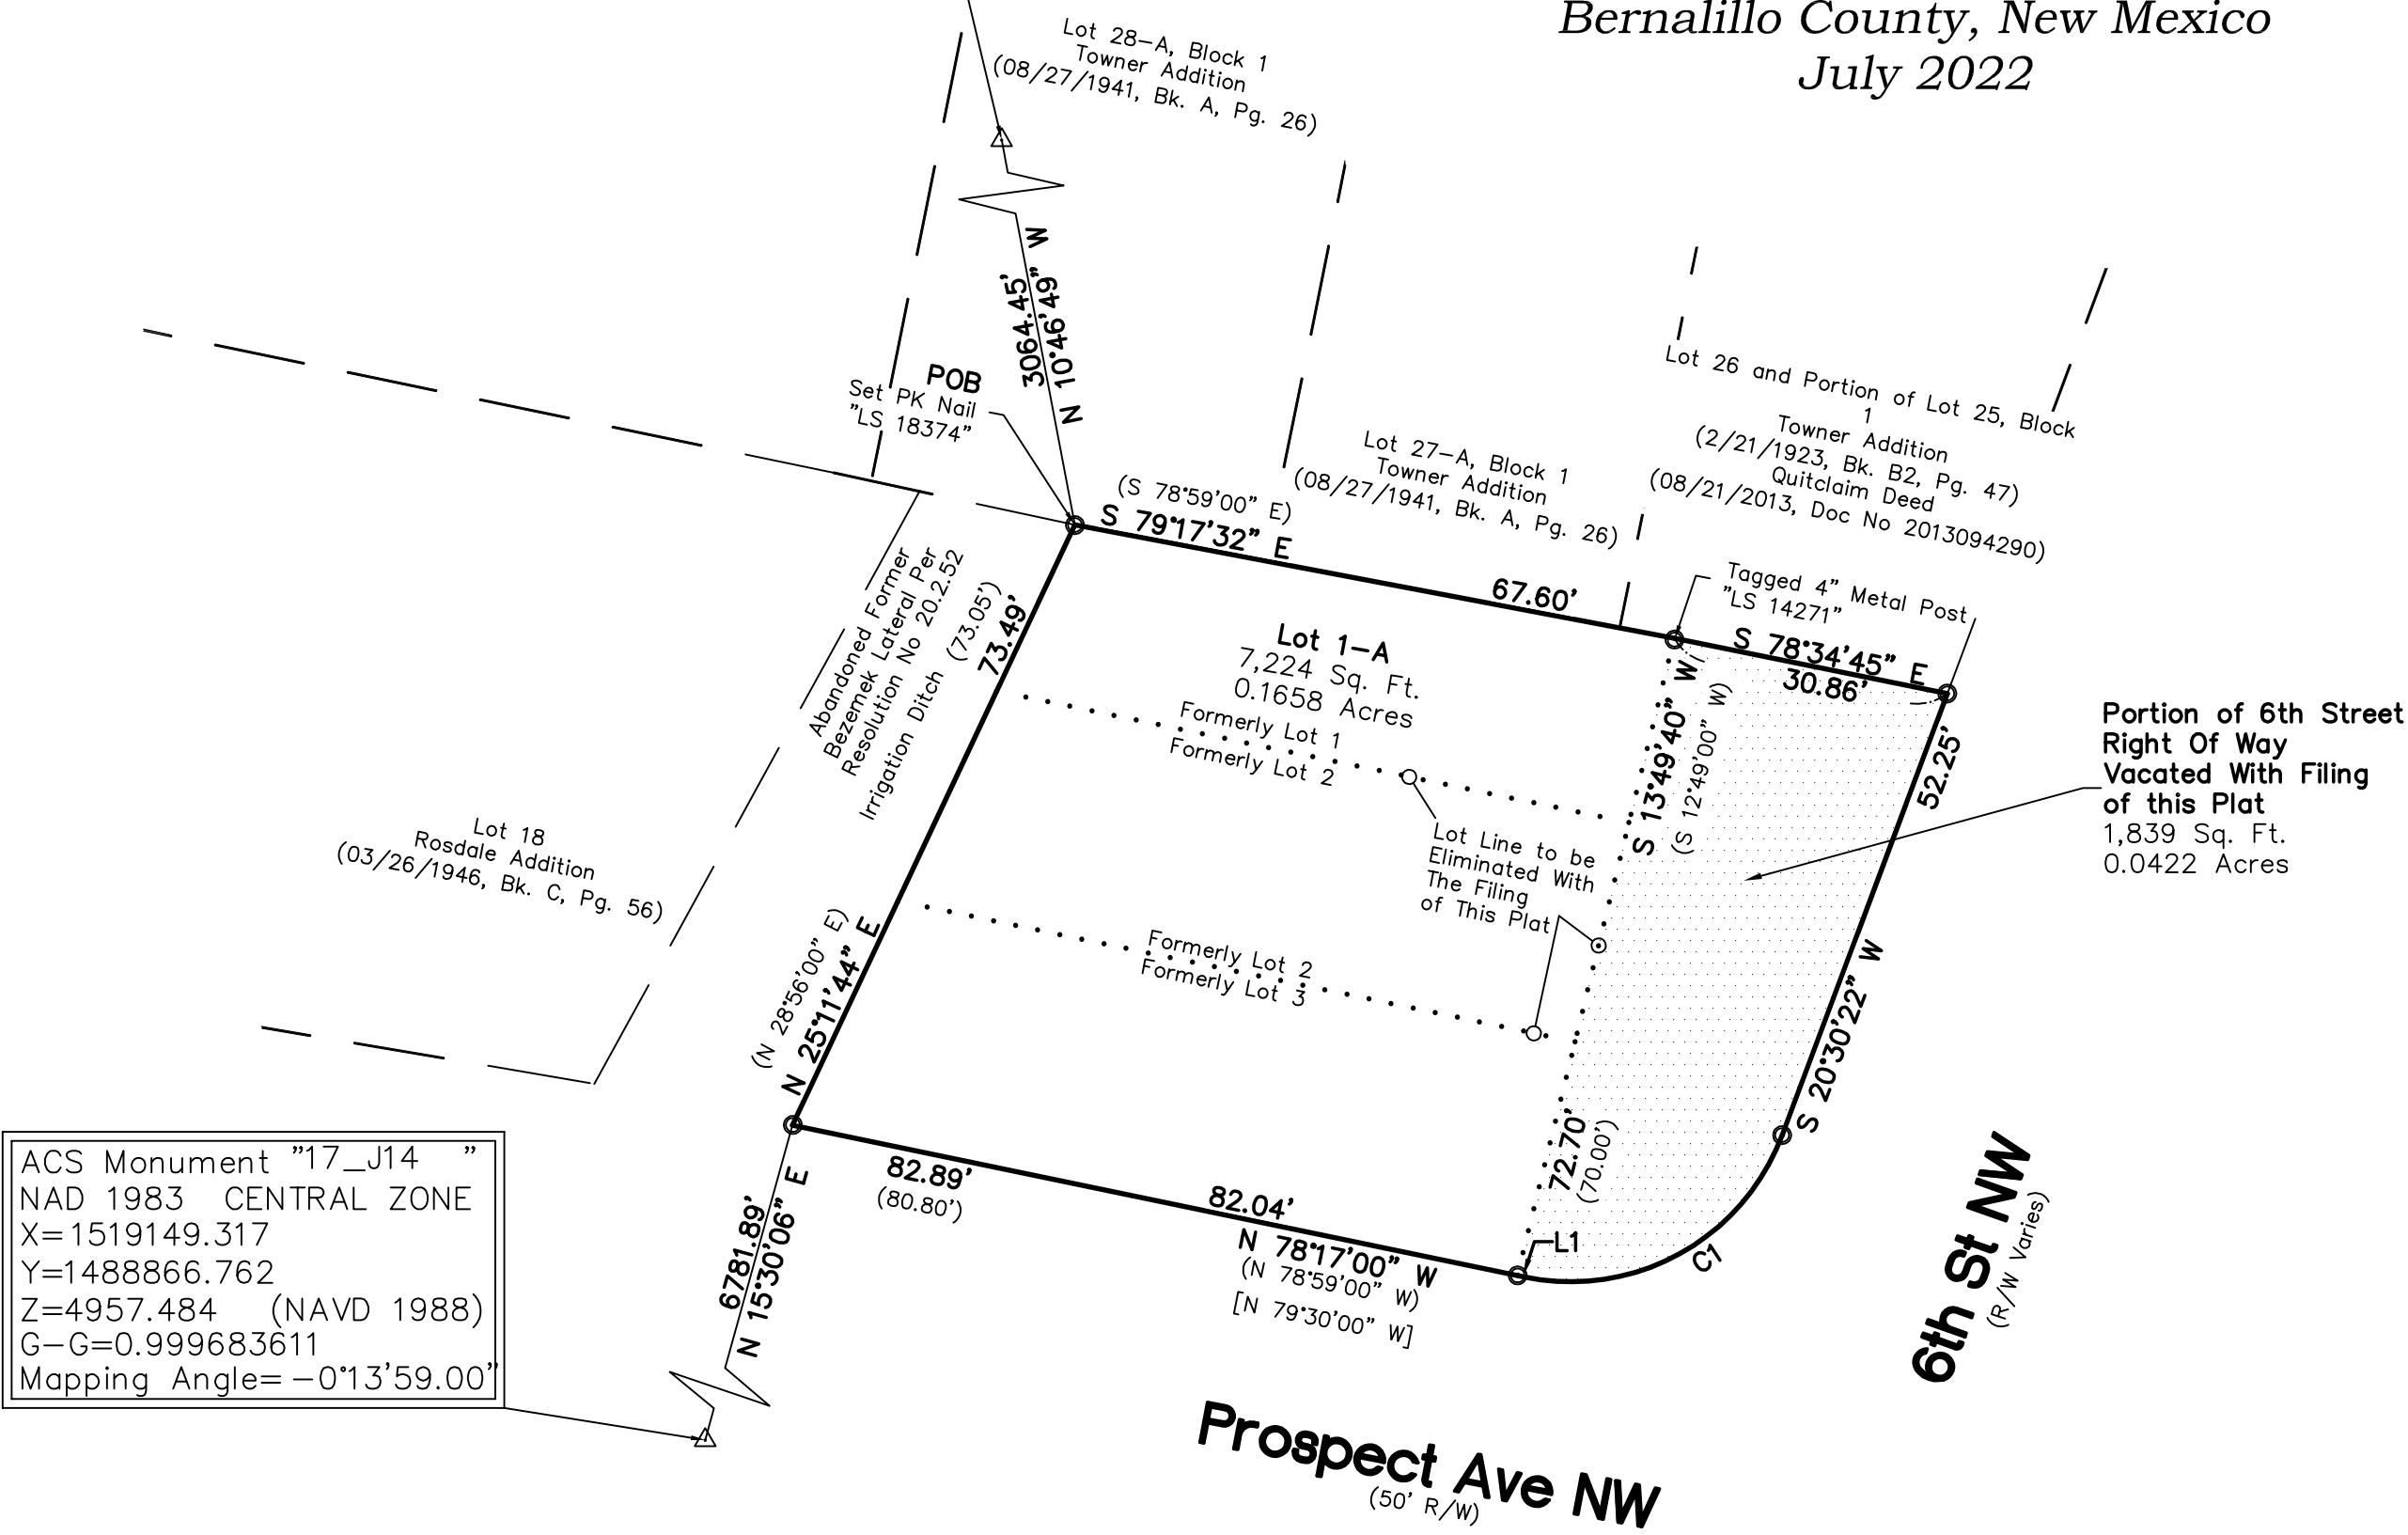 Bernalillo County, New Mexico
July 2022
Lot 28-A, Block 1
Towner Addition
(08/27/1941, Bk. A, Pg. 26)
3064.45'
N 10°46'49" W
POB
Set PK Nail
"LS 18374"
Lot 26 and Portion of Lot 25, Block
1
Towner Addition
(2/21/1923, Bk. B2, Pg. 47)
Quitclaim Deed
(08/21/2013, Doc No 2013094290)
Lot 27-A, Block 1
Towner Addition
(08/27/1941, Bk. A, Pg. 26)
(S 78°59'00" E)
S 79°17'32" E
67.60'
Tagged 4" Metal Post
"LS 14271"
S 78°34'45" E
30.86'
Abandoned Former
Bezemek Lateral Per
Resolution No 20.2.52
Irrigation Ditch
(73.05')
73.49'
Lot 1-A
7,224 Sq. Ft.
0.1658 Acres
Formerly Lot 1
Formerly Lot 2
S 13°49'40" W
(S 12°49'00" W)
52.25'
Portion of 6th Street
Right Of Way
Vacated With Filing
of this Plat
1,839 Sq. Ft.
0.0422 Acres
Lot 18
Rosdale Addition
(03/26/1946, Bk. C, Pg. 56)
Lot Line to be
Eliminated With
The Filing
of This Plat
(N 28°56'00" E)
N 25°11'44" E
Formerly Lot 2
Formerly Lot 3
S 20°30'22" W
72.70'
(70.00')
82.89'
(80.80')
82.04'
N 78°17'00" W
(N 78°59'00" W)
[N 79°30'00" W]
L1
C1
6781.89'
N 15°30'06" E
ACS Monument "17_J14 "
NAD 1983 CENTRAL ZONE
X=1519149.317
Y=1488866.762
Z=4957.484 (NAVD 1988)
G-G=0.999683611
Mapping Angle= -0°13'59.00"
6th St NW
(R/W Varies)
Prospect Ave NW
(50' R/W)